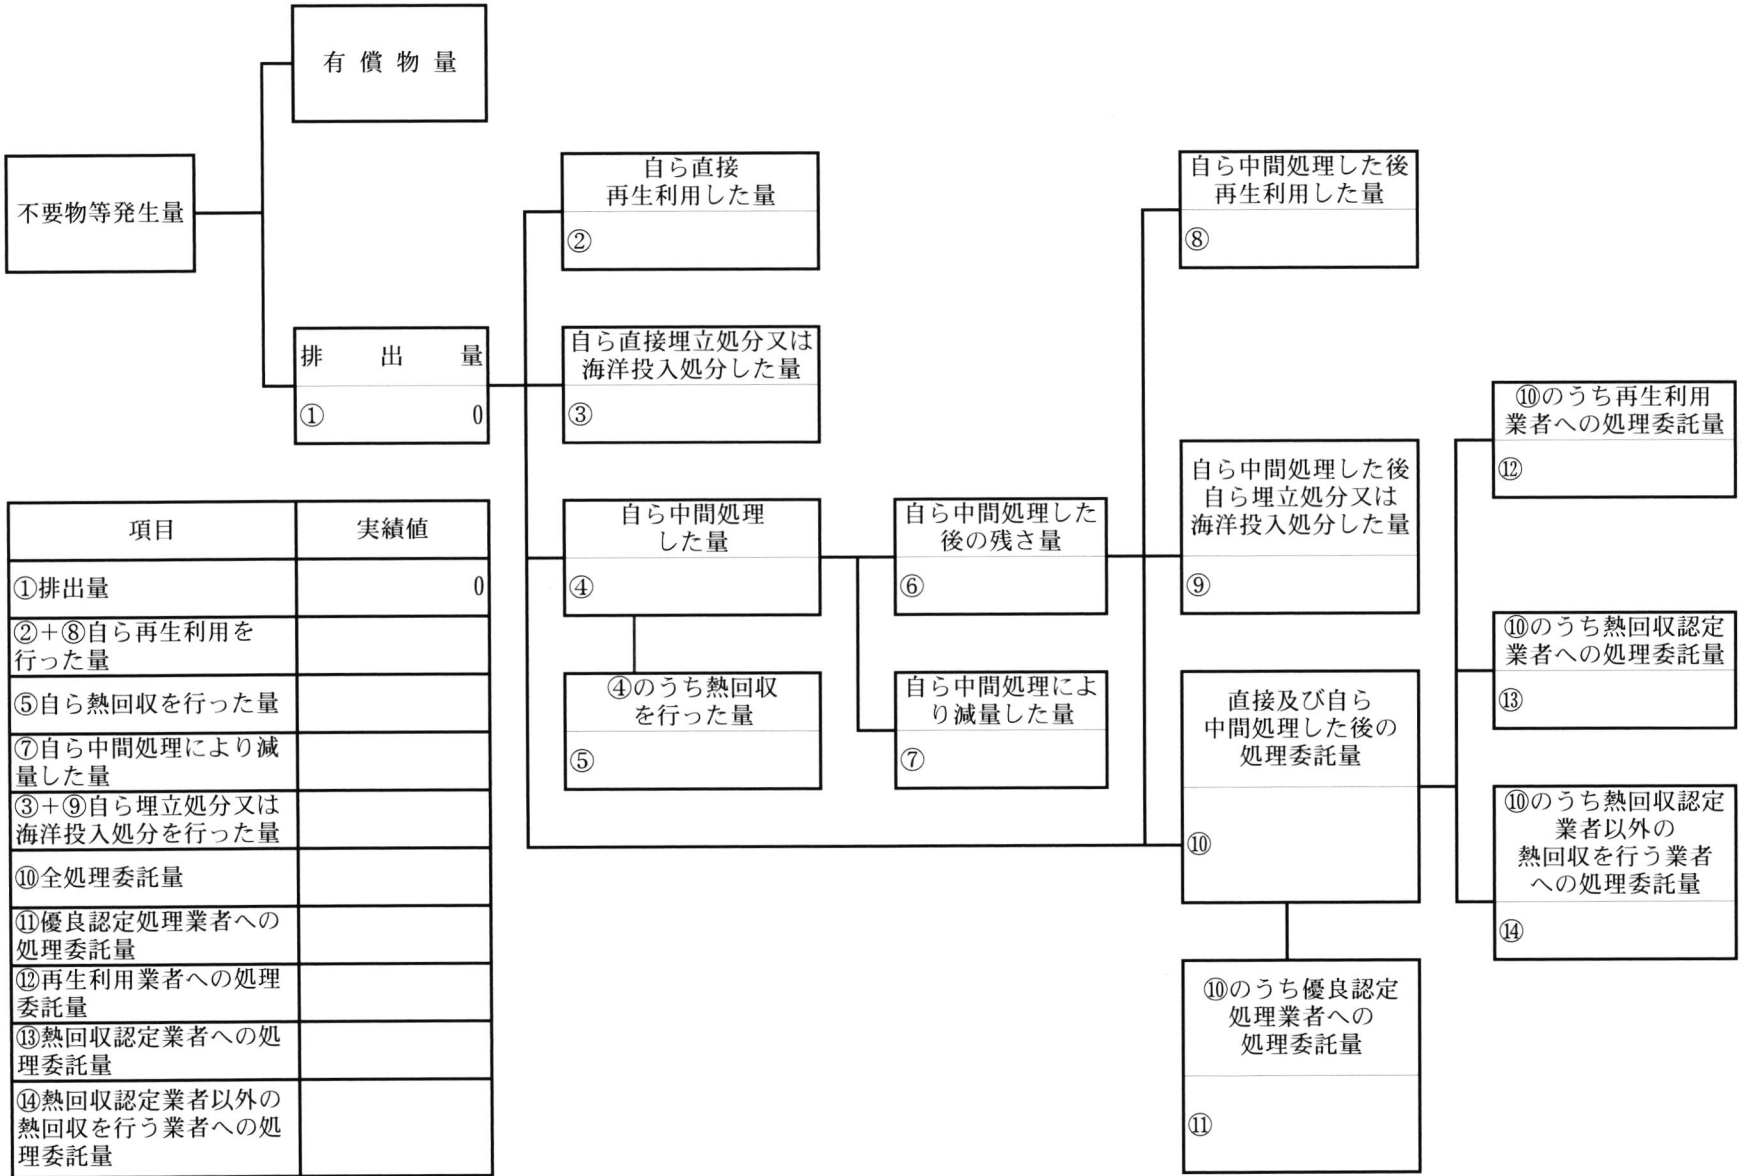 有償物量
不要物等発生量
排出量
① 0
自ら直接
再生利用した量
②
自ら直接埋立処分又は
海洋投入処分した量
③
自ら中間処理
した量
④
④のうち熱回収
を行った量
⑤
自ら中間処理した
後の残さ量
⑥
自ら中間処理によ
り減量した量
⑦
自ら中間処理した後
再生利用した量
⑧
自ら中間処理した後
自ら埋立処分又は
海洋投入処分した量
⑨
直接及び自ら
中間処理した後の
処理委託量
⑩
⑩のうち優良認定
処理業者への
処理委託量
⑪
⑩のうち再生利用
業者への処理委託量
⑫
⑩のうち熱回収認定
業者への処理委託量
⑬
⑩のうち熱回収認定
業者以外の
熱回収を行う業者
への処理委託量
⑭
項目 実績値
①排出量 0
②+⑧自ら再生利用を
行った量
⑤自ら熱回収を行った量
⑦自ら中間処理により減
量した量
③+⑨自ら埋立処分又は
海洋投入処分を行った量
⑩全処理委託量
⑪優良認定処理業者への
処理委託量
⑫再生利用業者への処理
委託量
⑬熱回収認定業者への処
理委託量
⑭熱回収認定業者以外の
熱回収を行う業者への処
理委託量